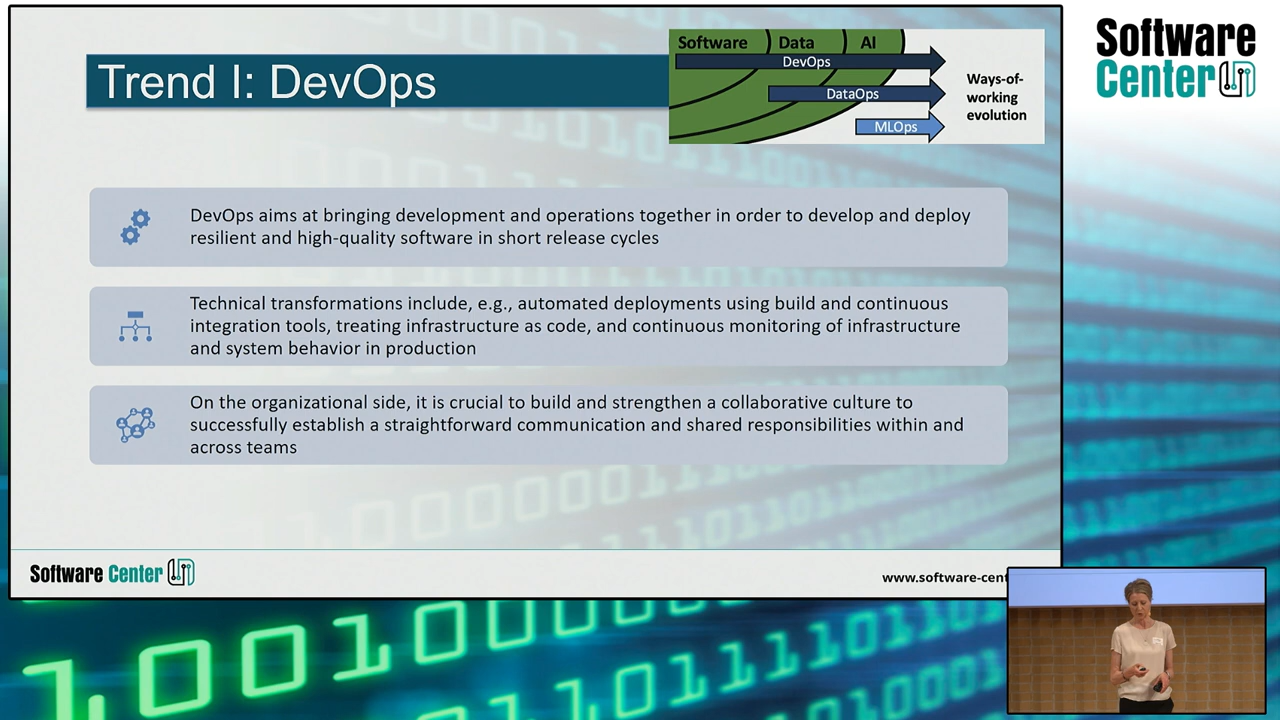 Trend I: DevOps
Software
Data
AI
DevOps
DataOps
MLOps
Ways-of-
working
evolution
Software
Center
DevOps aims at bringing development and operations together in order to develop and deploy
resilient and high-quality software in short release cycles
Technical transformations include, e.g., automated deployments using build and continuous
integration tools, treating infrastructure as code, and continuous monitoring of infrastructure
and system behavior in production
On the organizational side, it is crucial to build and strengthen a collaborative culture to
successfully establish a straightforward communication and shared responsibilities within and
across teams
Software Center
www.software-cent